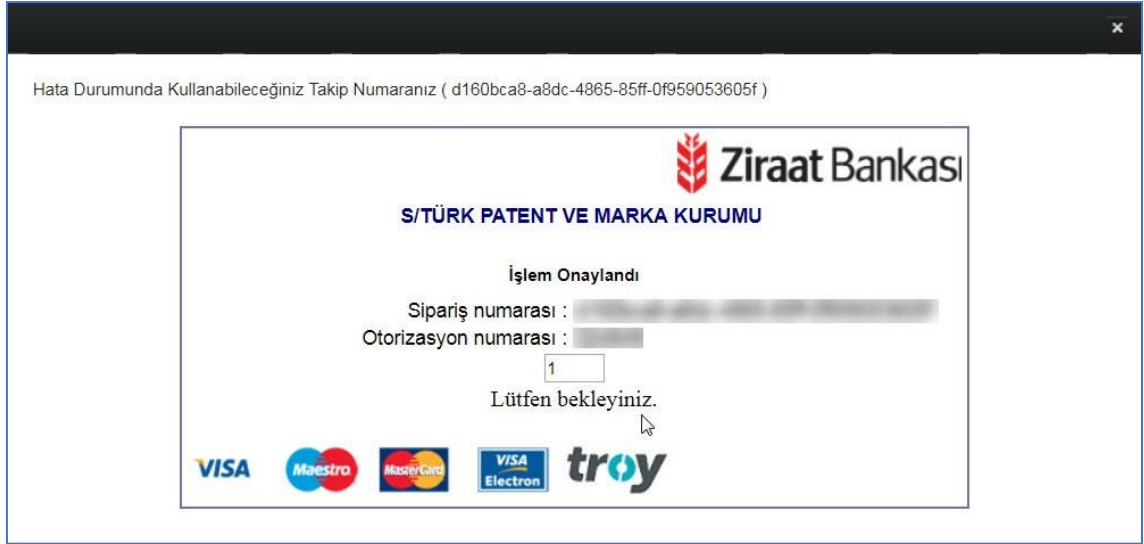 ×
Hata Durumunda Kullanabileceğiniz Takip Numaranız ( d160bca8-a8dc-4865-85ff-0f959053605f )
Ziraat Bankası
S/TÜRK PATENT VE MARKA KURUMU
İşlem Onaylandı
Sipariş numarası :
Otorizasyon numarası :
1
Lütfen bekleyiniz.
VISA Maestro MasterCard VISA Electron troy